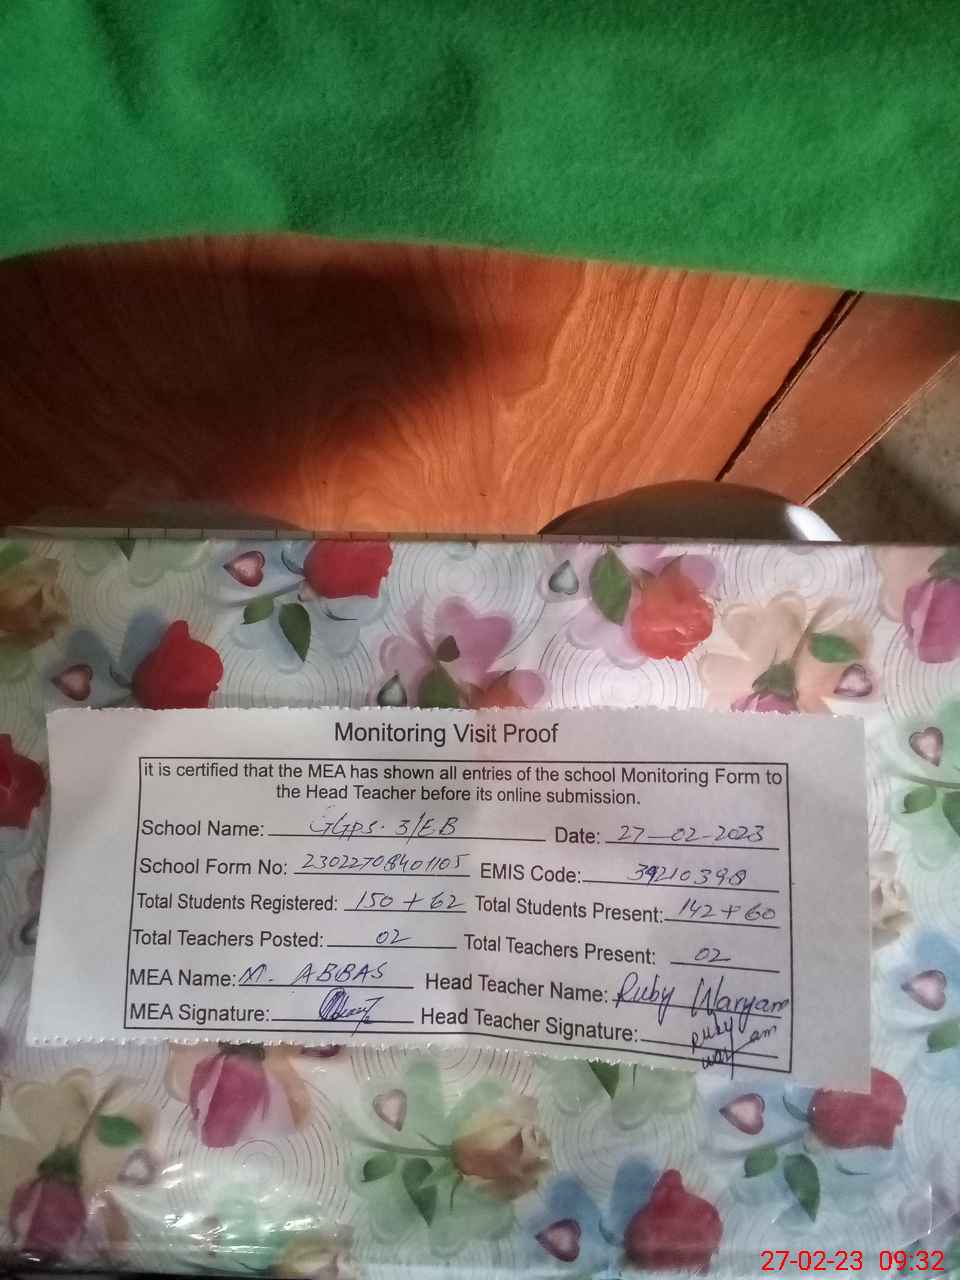 Monitoring Visit Proof
it is certified that the MEA has shown all entries of the school Monitoring Form to
the Head Teacher before its online submission.
School Name: GGPS. 3/EB Date: 27-02-2023
School Form No: 23022708401105 EMIS Code: 39210398
Total Students Registered: 150 + 62 Total Students Present: 142 + 60
Total Teachers Posted: 02 Total Teachers Present: 02
MEA Name: M. ABBAS Head Teacher Name: Ruby Waryam
MEA Signature: Head Teacher Signature: Ruby
27-02-23 09:32